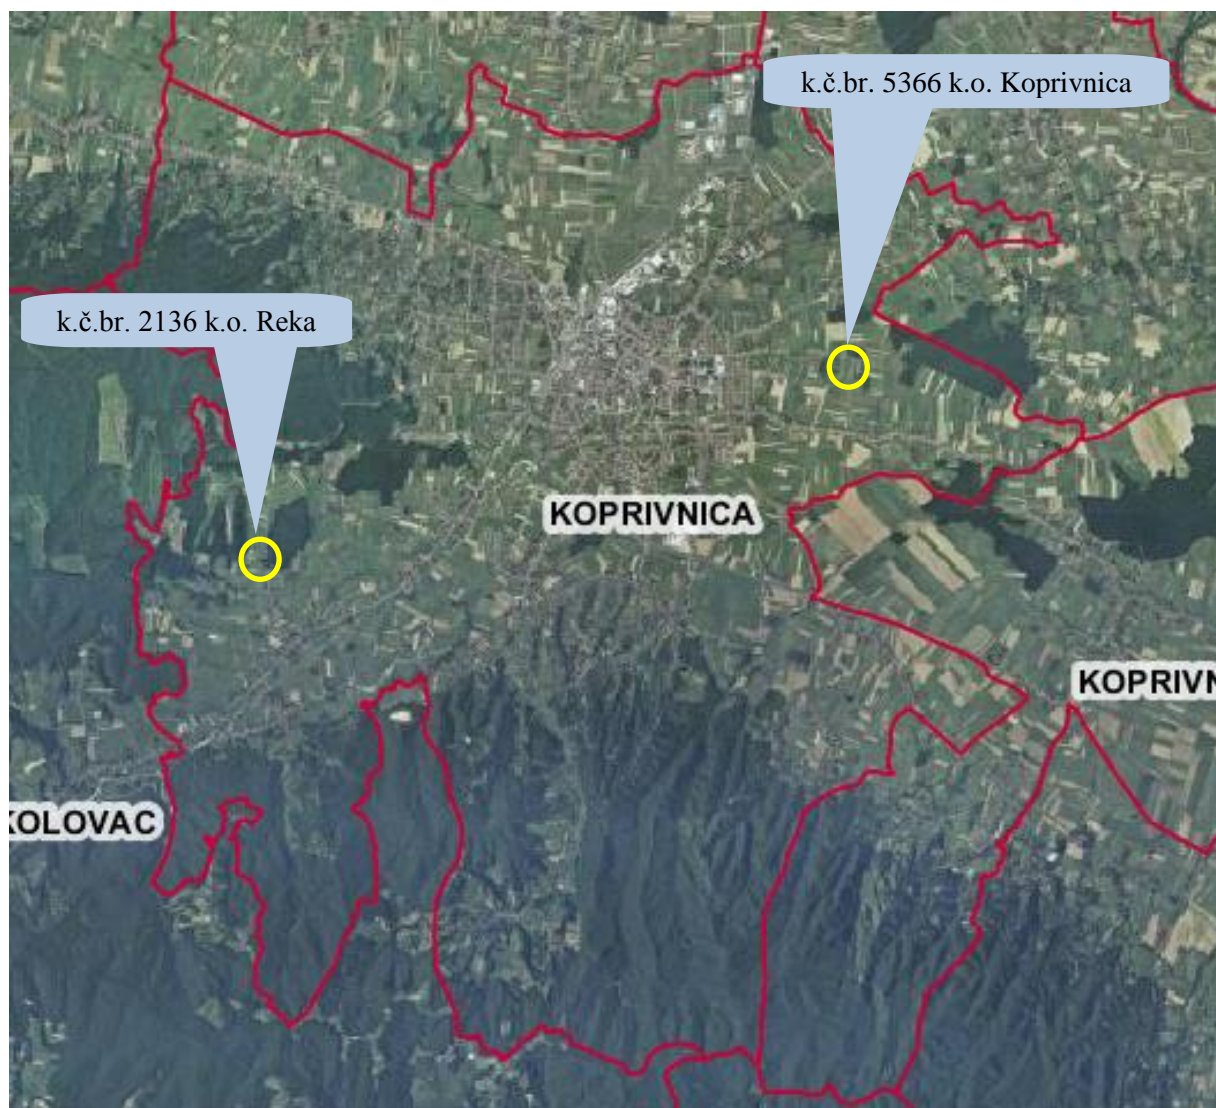 k.č.br. 5366 k.o. Koprivnica
k.č.br. 2136 k.o. Reka
KOPRIVNICA
KOPRIVN
KOLOVAC